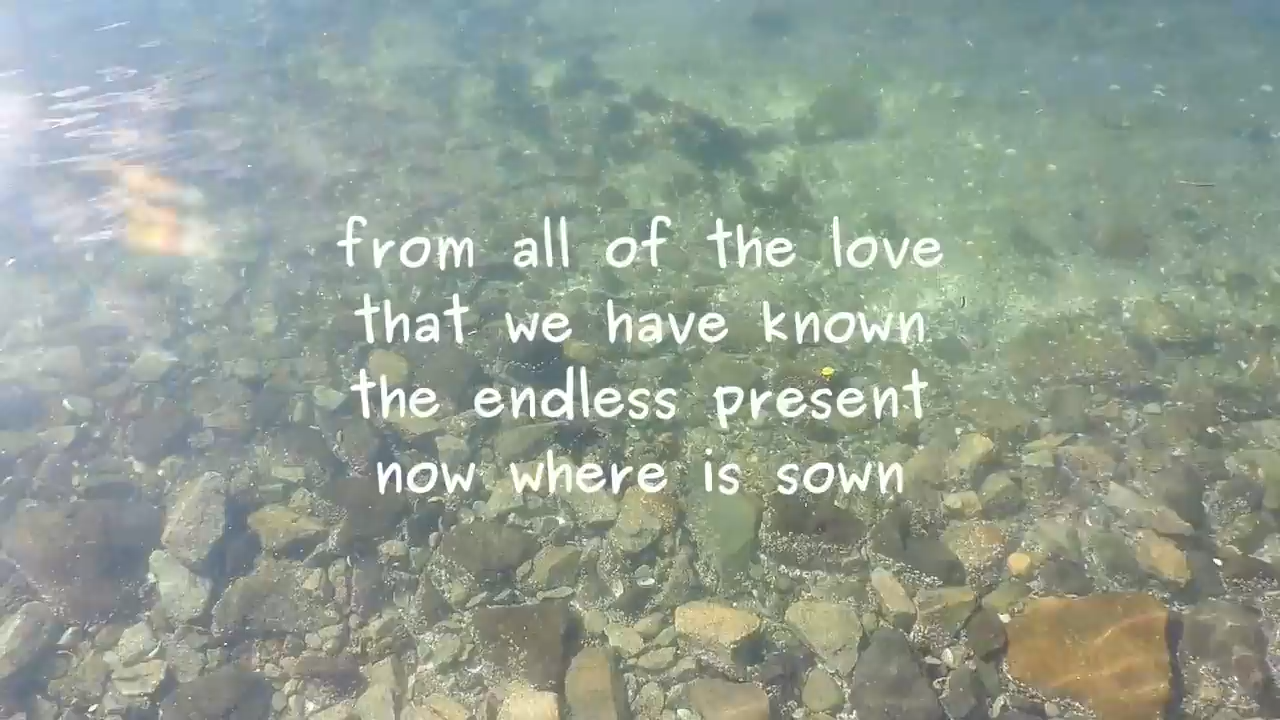 from all of the love
that we have known
the endless present
now where is sown